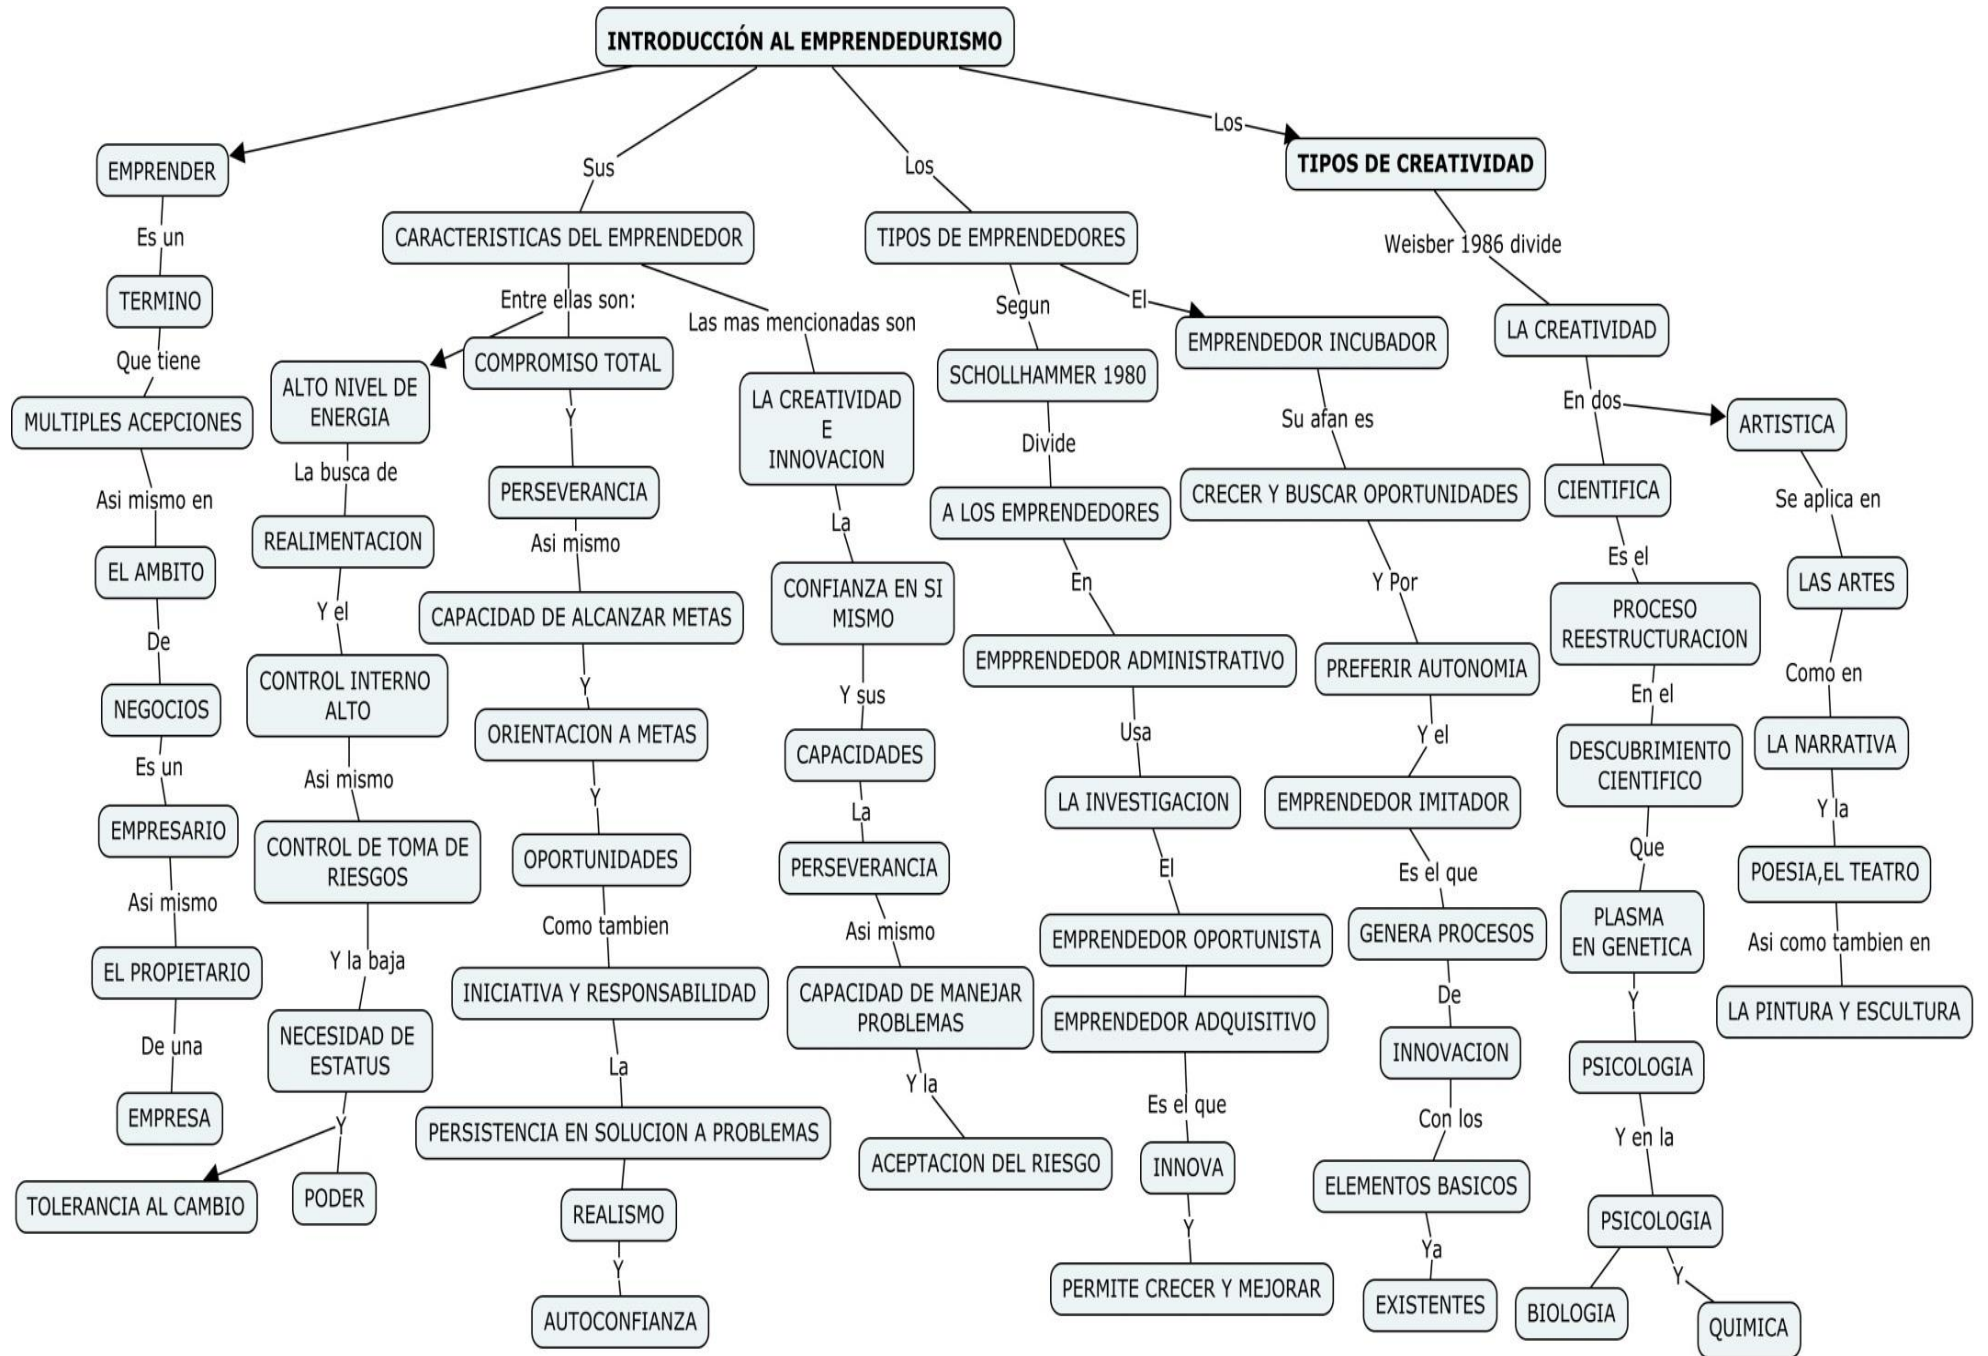 INTRODUCCIÓN AL EMPRENDEDURISMO
EMPRENDER
Es un
TERMINO
Que tiene
MULTIPLES ACEPCIONES
Asi mismo en
EL AMBITO
De
NEGOCIOS
Es un
EMPRESARIO
Asi mismo
EL PROPIETARIO
De una
EMPRESA
Sus
CARACTERISTICAS DEL EMPRENDEDOR
Entre ellas son:
ALTO NIVEL DE
ENERGIA
La busca de
REALIMENTACION
Y el
CONTROL INTERNO
ALTO
Asi mismo
CONTROL DE TOMA DE
RIESGOS
Y la baja
NECESIDAD DE
ESTATUS
Y
TOLERANCIA AL CAMBIO
PODER
COMPROMISO TOTAL
Y
PERSEVERANCIA
Asi mismo
CAPACIDAD DE ALCANZAR METAS
Y
ORIENTACION A METAS
Y
OPORTUNIDADES
Como tambien
INICIATIVA Y RESPONSABILIDAD
La
PERSISTENCIA EN SOLUCION A PROBLEMAS
REALISMO
Y
AUTOCONFIANZA
Las mas mencionadas son
LA CREATIVIDAD
E
INNOVACION
La
CONFIANZA EN SI
MISMO
Y sus
CAPACIDADES
La
PERSEVERANCIA
Asi mismo
CAPACIDAD DE MANEJAR
PROBLEMAS
Y la
ACEPTACION DEL RIESGO
Los
TIPOS DE EMPRENDEDORES
Segun
SCHOLLHAMMER 1980
Divide
A LOS EMPRENDEDORES
En
EMPPRENDEDOR ADMINISTRATIVO
Usa
LA INVESTIGACION
El
EMPRENDEDOR OPORTUNISTA
EMPRENDEDOR ADQUISITIVO
Es el que
INNOVA
Y
PERMITE CRECER Y MEJORAR
El
EMPRENDEDOR INCUBADOR
Su afan es
CRECER Y BUSCAR OPORTUNIDADES
Y Por
PREFERIR AUTONOMIA
Y el
EMPRENDEDOR IMITADOR
Es el que
GENERA PROCESOS
De
INNOVACION
Con los
ELEMENTOS BASICOS
Ya
EXISTENTES
Los
TIPOS DE CREATIVIDAD
Weisber 1986 divide
LA CREATIVIDAD
En dos
CIENTIFICA
Es el
PROCESO
REESTRUCTURACION
En el
DESCUBRIMIENTO
CIENTIFICO
Que
PLASMA
EN GENETICA
Y
PSICOLOGIA
Y en la
PSICOLOGIA
BIOLOGIA
Y
QUIMICA
ARTISTICA
Se aplica en
LAS ARTES
Como en
LA NARRATIVA
Y la
POESIA,EL TEATRO
Asi como tambien en
LA PINTURA Y ESCULTURA